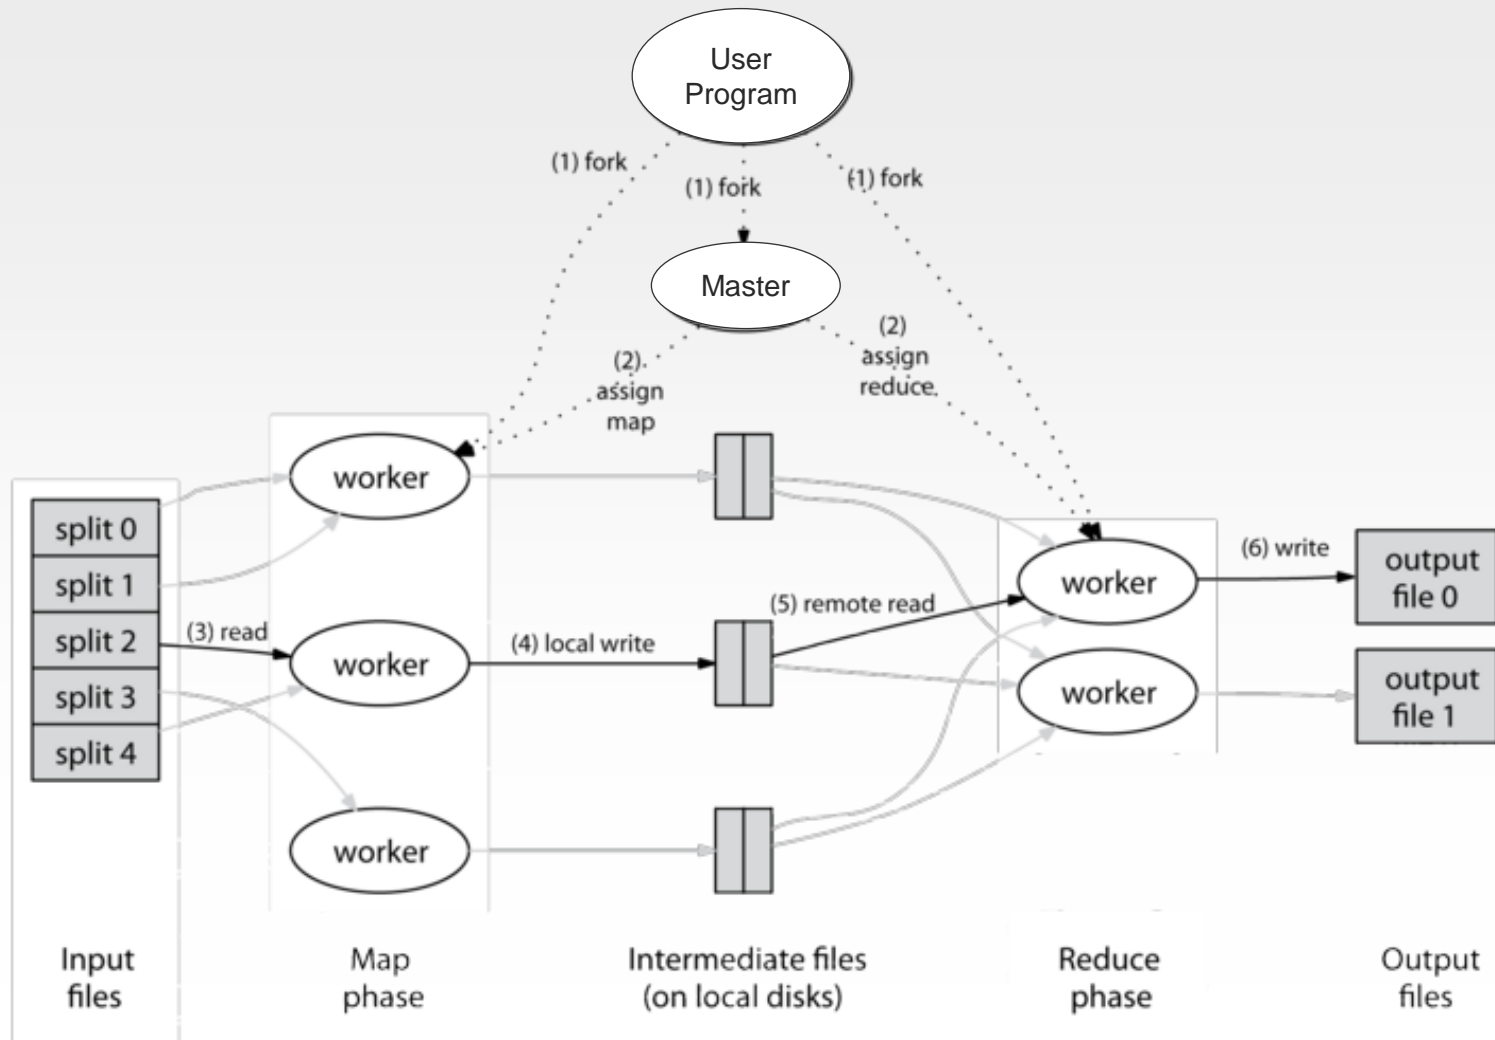 User
Program
(1) fork
(1) fork
(1) fork
Master
(2)
assign
map
(2)
assign
reduce
worker
split 0
split 1
split 2
split 3
split 4
(3) read
worker
(4) local write
worker
(5) remote read
worker
worker
(6) write
output
file 0
output
file 1
Input
files
Map
phase
Intermediate files
(on local disks)
Reduce
phase
Output
files